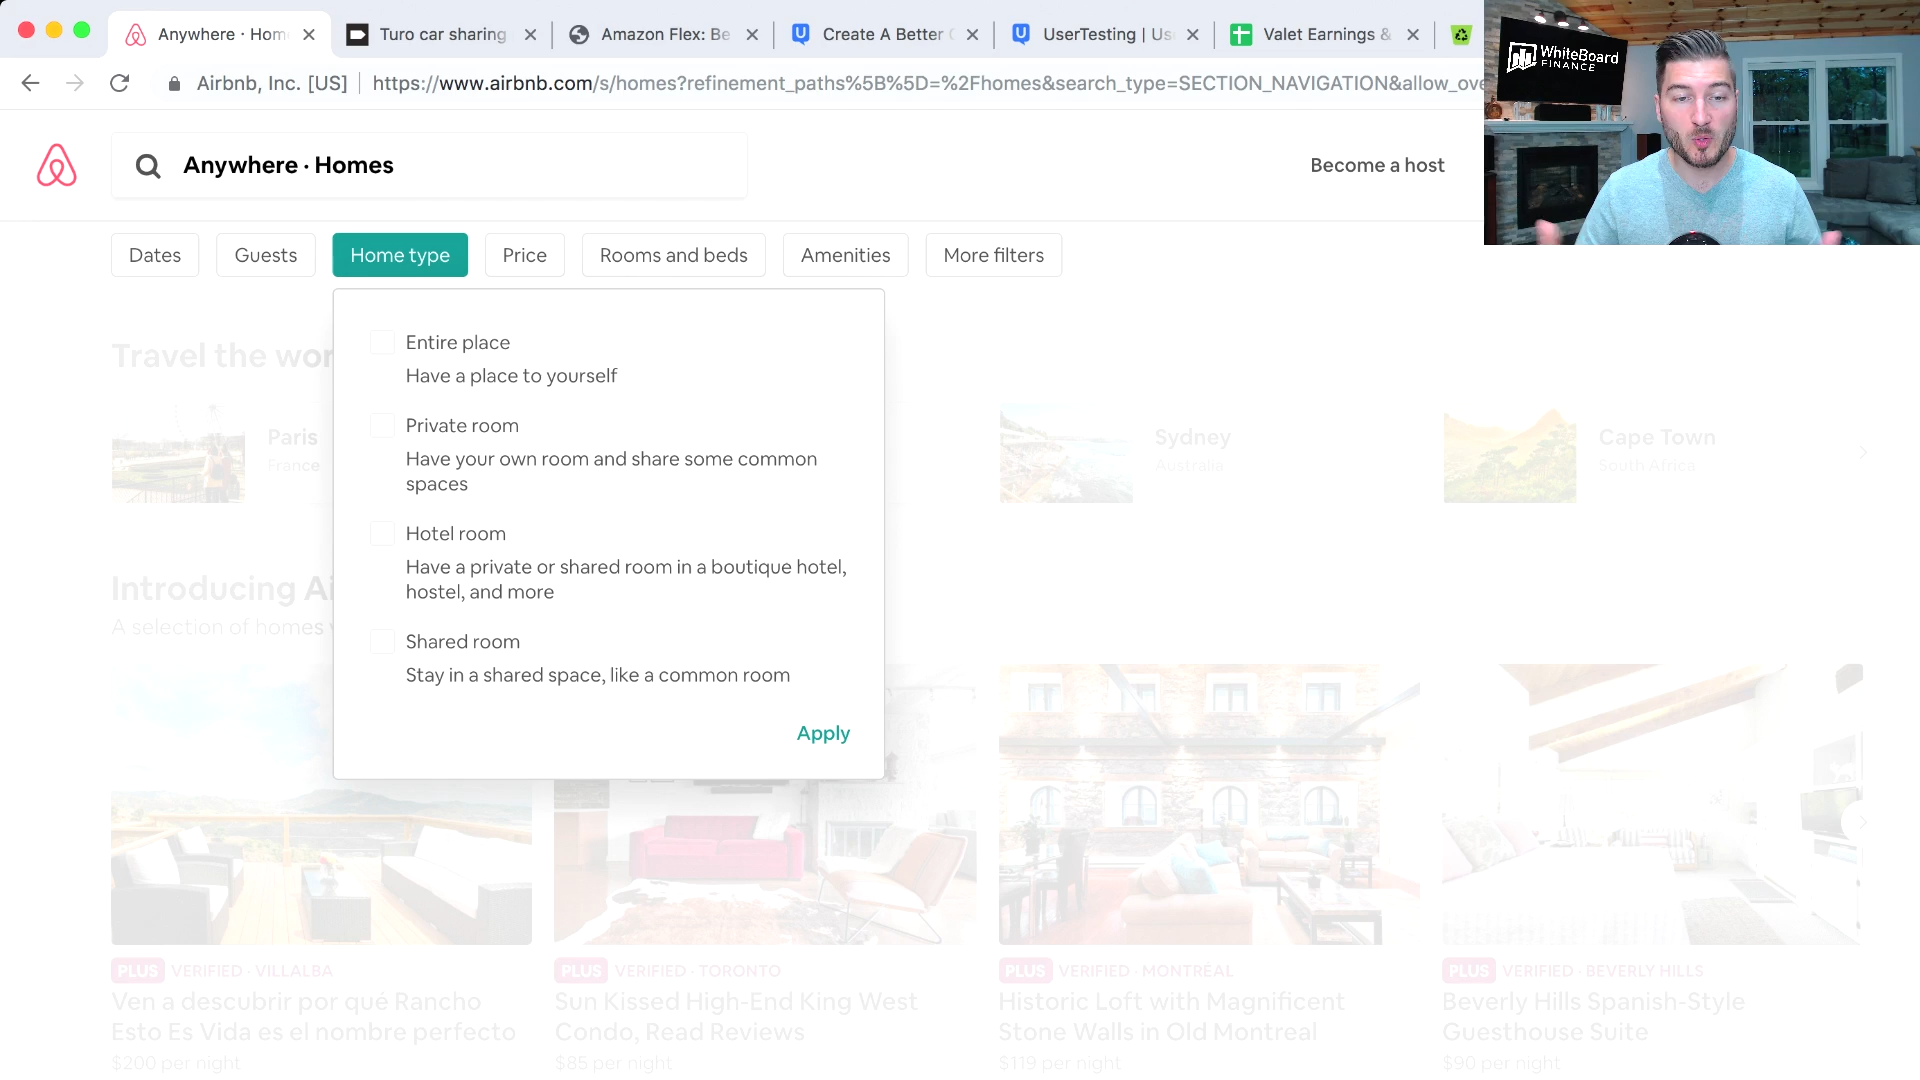 Anywhere · Hom
Turo car sharing
Amazon Flex: Be
Create A Better
UserTesting | Us
Valet Earnings &
Airbnb, Inc. [US]
https://www.airbnb.com/s/homes?refinement_paths%5B%5D=%2Fhomes&search_type=SECTION_NAVIGATION&allow_ove
WhiteBoard
FINANCE
Anywhere · Homes
Become a host
Dates
Guests
Home type
Price
Rooms and beds
Amenities
More filters
Travel the wor
Entire place
Have a place to yourself
Private room
Have your own room and share some common
spaces
Hotel room
Have a private or shared room in a boutique hotel,
hostel, and more
Shared room
Stay in a shared space, like a common room
Apply
Paris
France
Sydney
Australia
Cape Town
South Africa
Introducing Ai
A selection of homes
PLUS VERIFIED · VILLALBA
Ven a descubrir por qué Rancho
Esto Es Vida es el nombre perfecto
$200 per night
PLUS VERIFIED · TORONTO
Sun Kissed High-End King West
Condo, Read Reviews
$85 per night
PLUS VERIFIED · MONTRÉAL
Historic Loft with Magnificent
Stone Walls in Old Montreal
$119 per night
PLUS VERIFIED · BEVERLY HILLS
Beverly Hills Spanish-Style
Guesthouse Suite
$90 per night